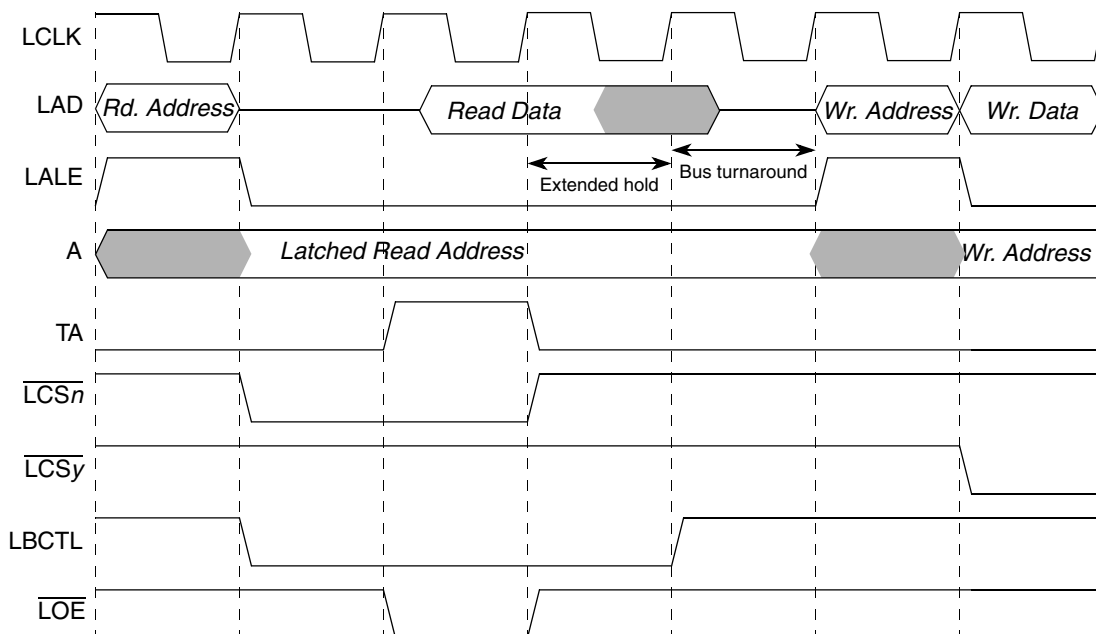 LCLK
LAD
Rd. Address
Read Data
Wr. Address
Wr. Data
LALE
Extended hold
Bus turnaround
A
Latched Read Address
Wr. Address
TA
LCSn
LCSy
LBCTL
LOE